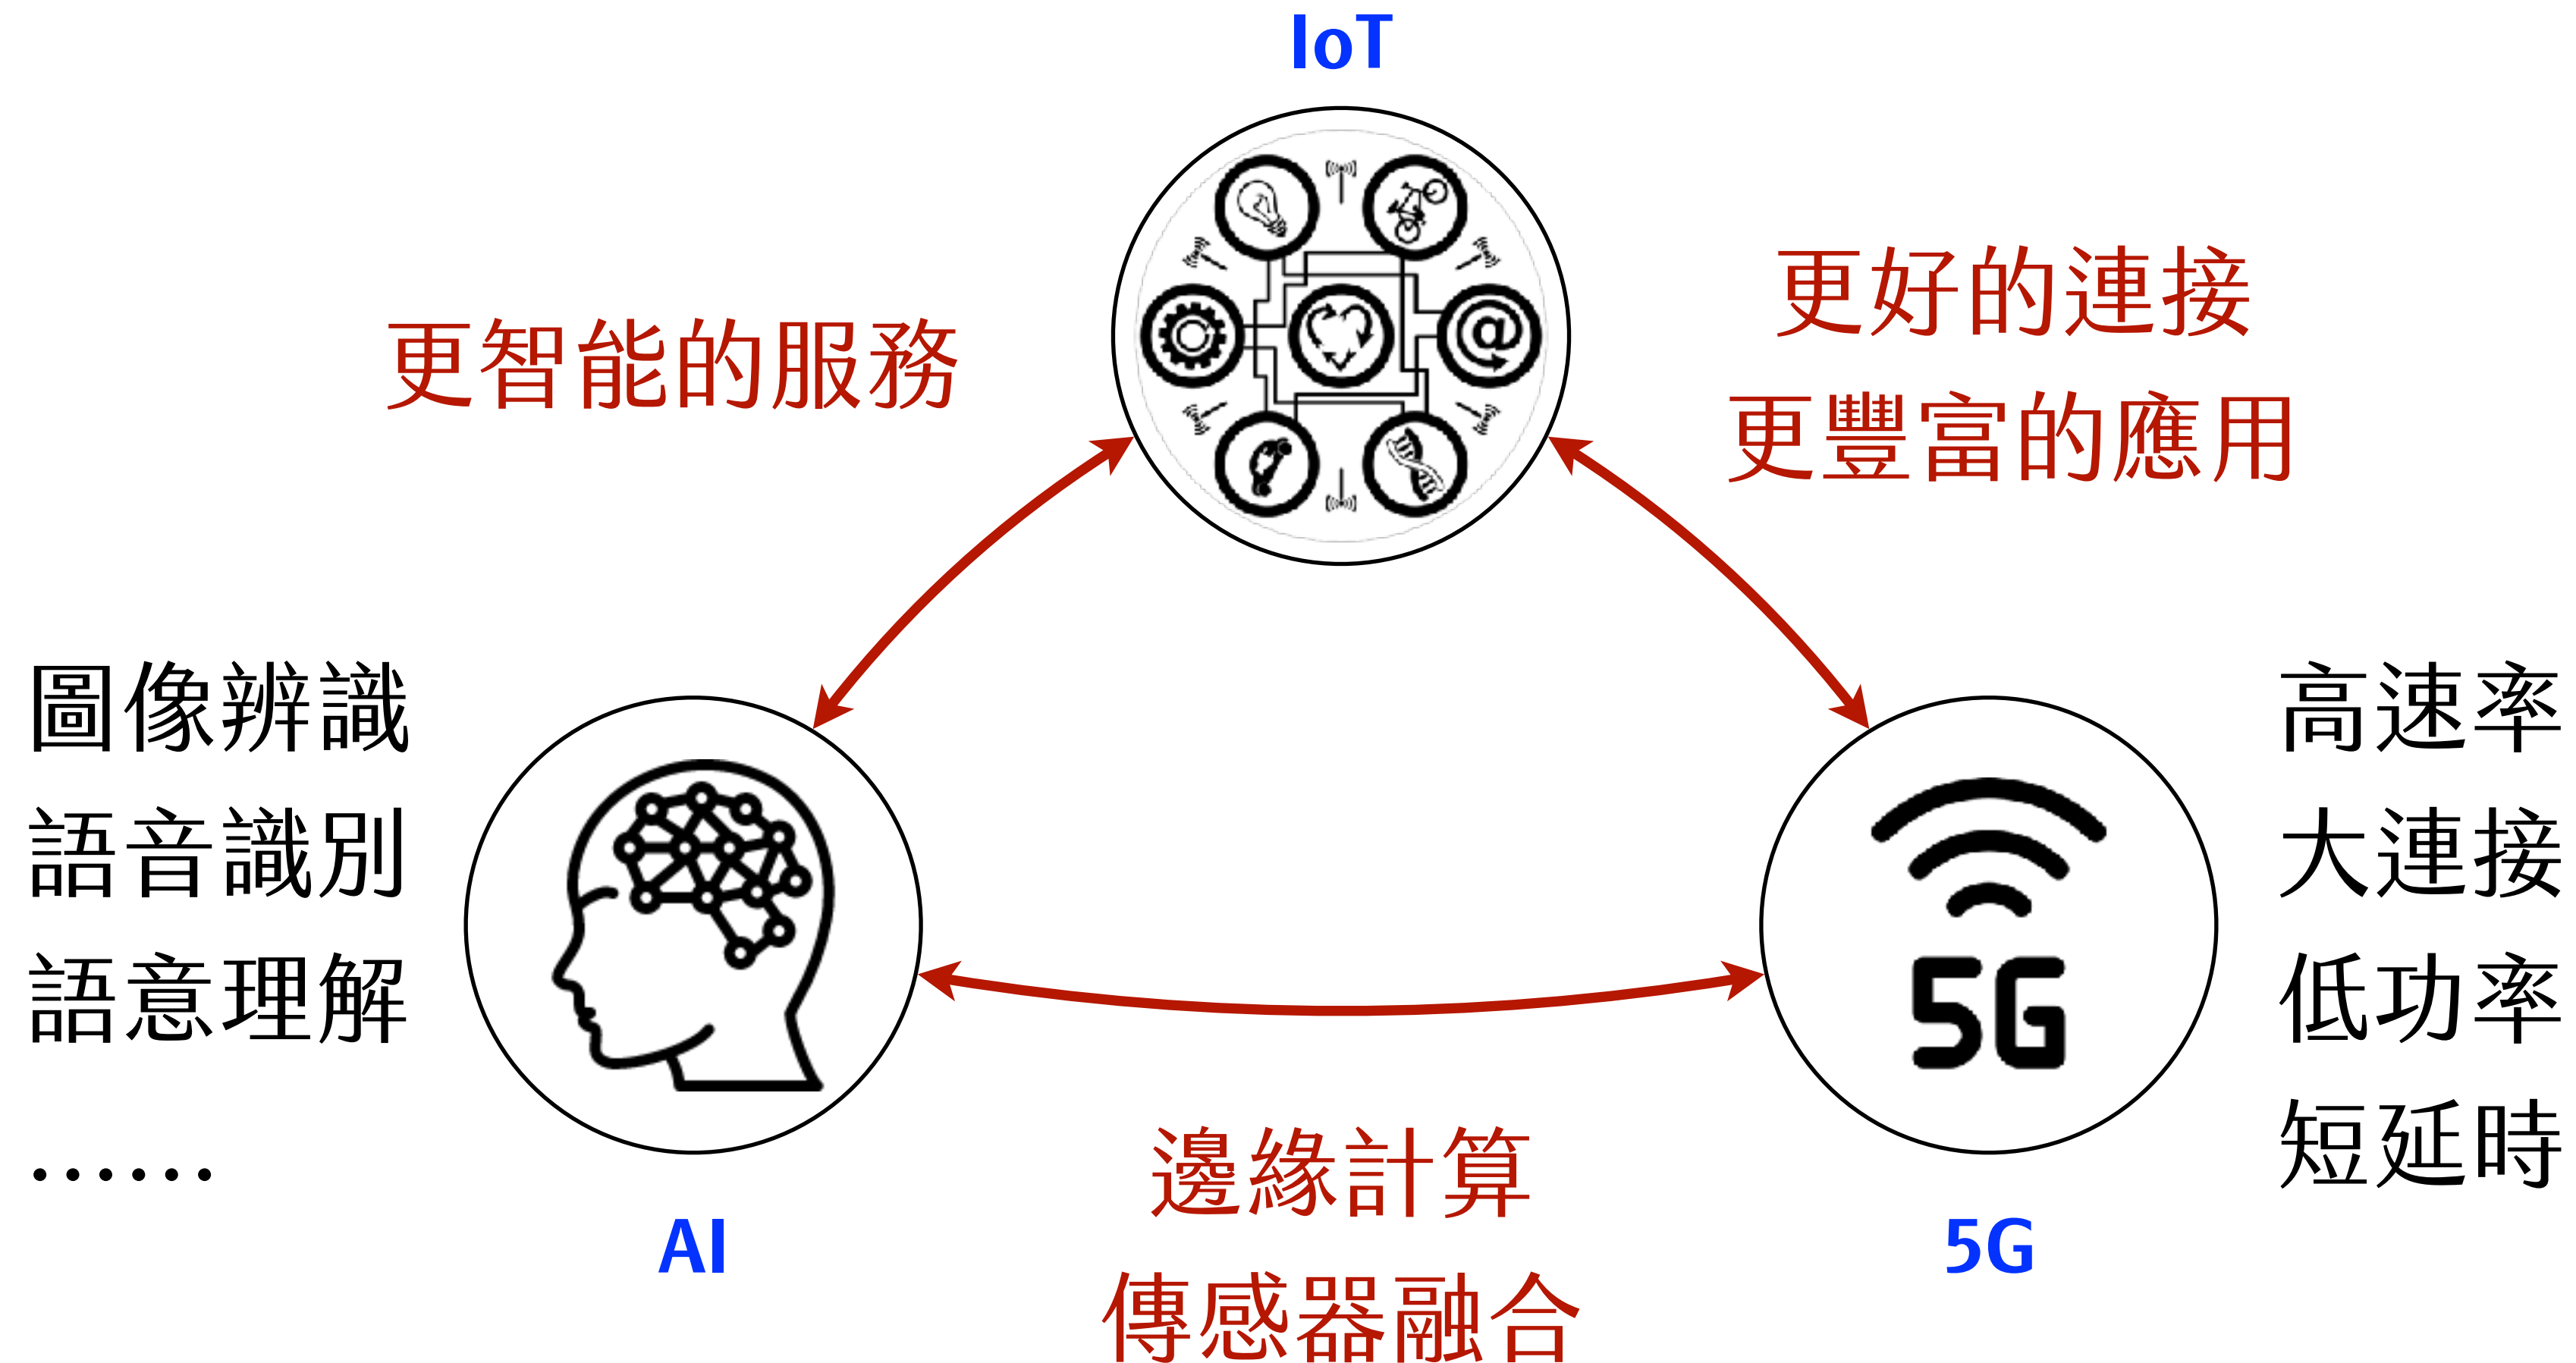 IoT
更智能的服務
更好的連接
更豐富的應用
@
圖像辨識
語音識別
語意理解
……
AI
5G
高速率
大連接
低功率
短延時
5G
邊緣計算
傳感器融合